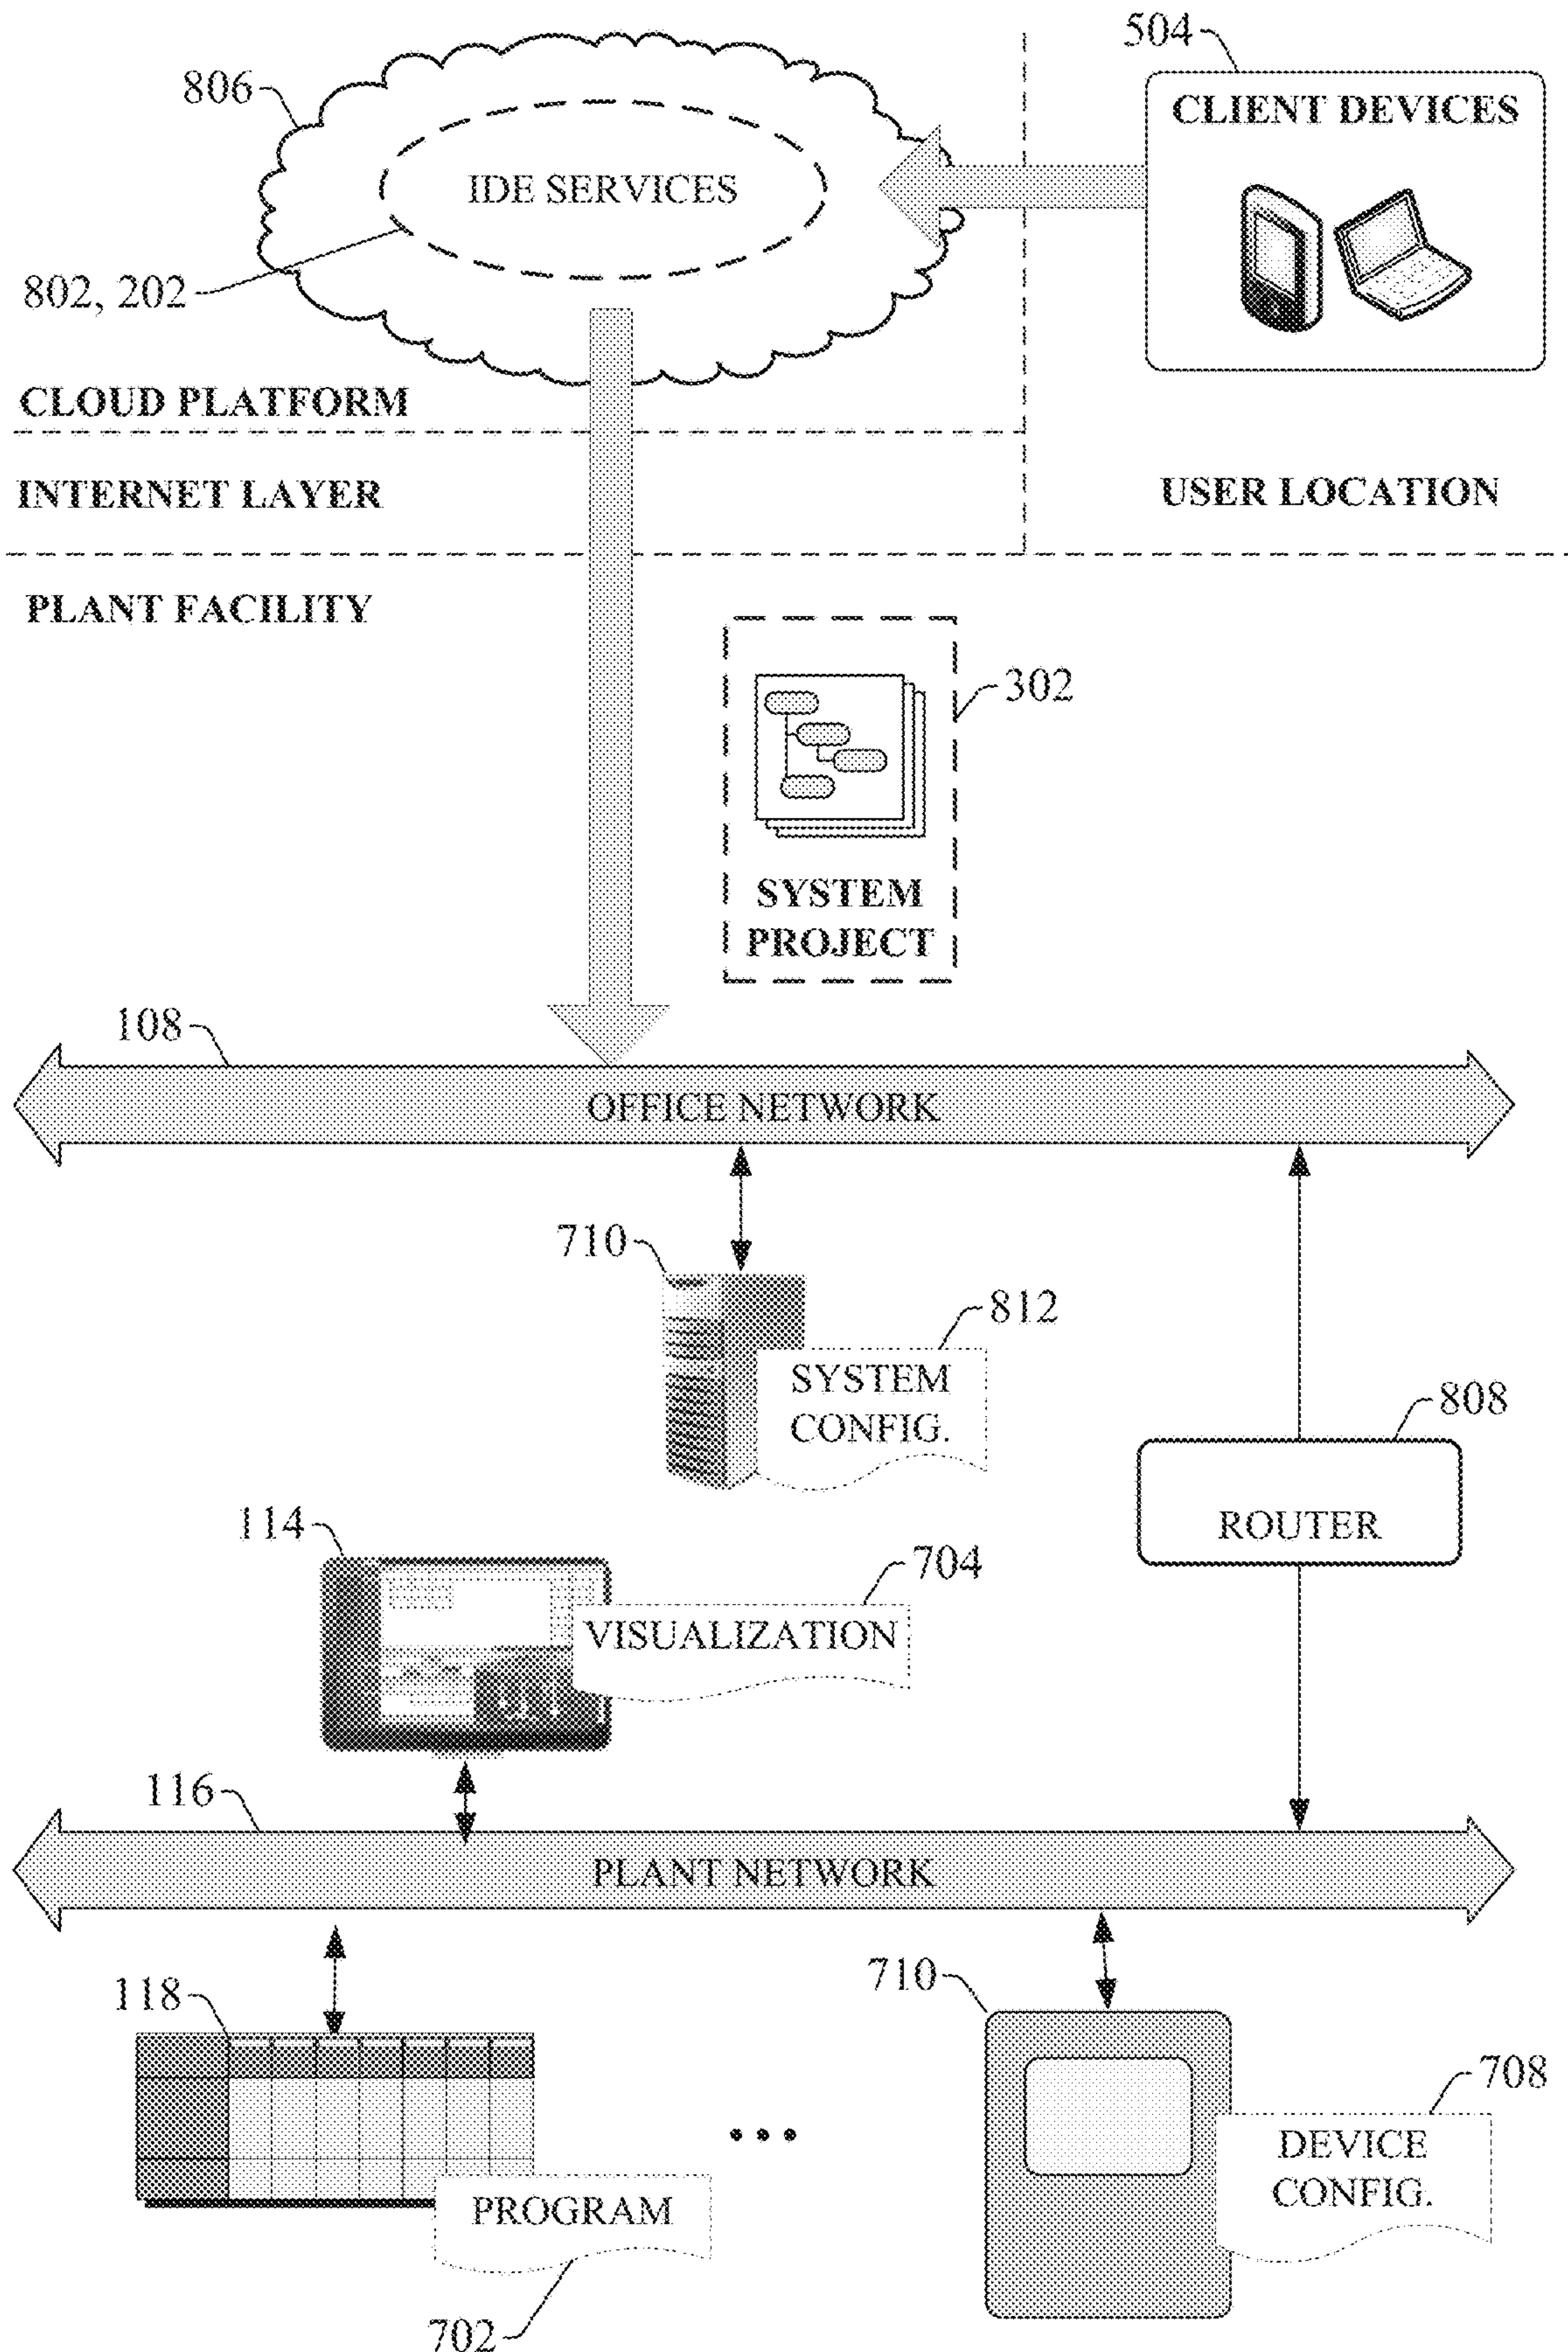 504
806
CLIENT DEVICES
IDE SERVICES
802, 202
CLOUD PLATFORM
INTERNET LAYER
USER LOCATION
PLANT FACILITY
302
SYSTEM
PROJECT
108
OFFICE NETWORK
710
812
SYSTEM
CONFIG.
808
ROUTER
114
704
VISUALIZATION
116
PLANT NETWORK
118
710
708
DEVICE
CONFIG.
PROGRAM
702